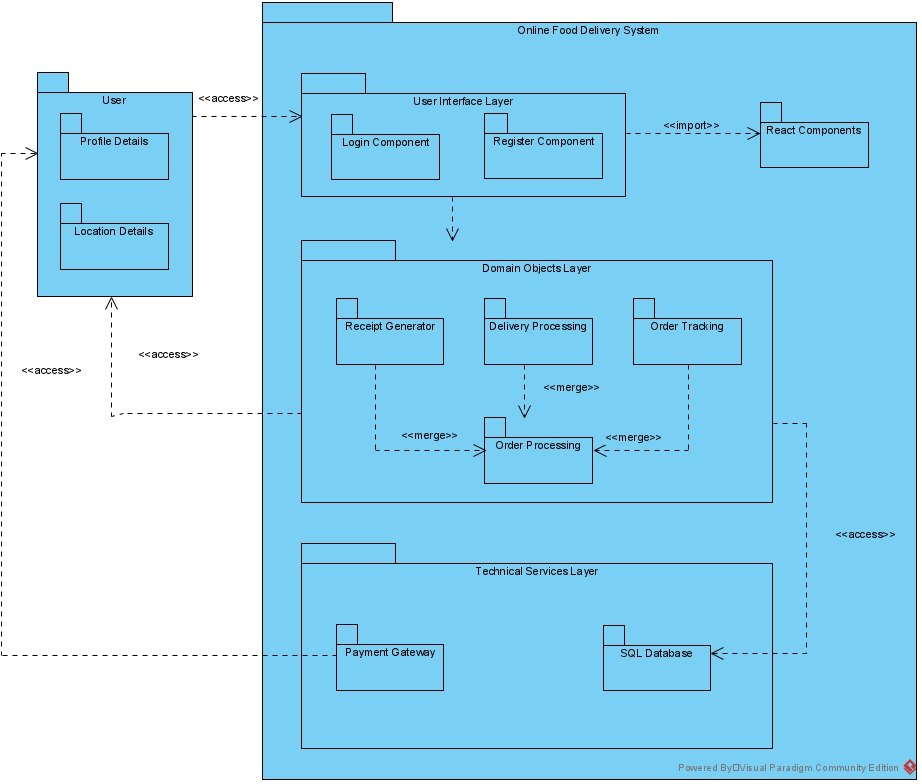 Online Food Delivery System
User
<<access>>
User Interface Layer
Profile Details
Login Component
Register Component
<<import>>
React Components
Location Details
Domain Objects Layer
Receipt Generator
Delivery Processing
Order Tracking
<<access>>
<<access>>
<<merge>>
<<merge>>
<<merge>>
Order Processing
<<access>>
Technical Services Layer
Payment Gateway
SQL Database
Powered By□Visual Paradigm Community Edition